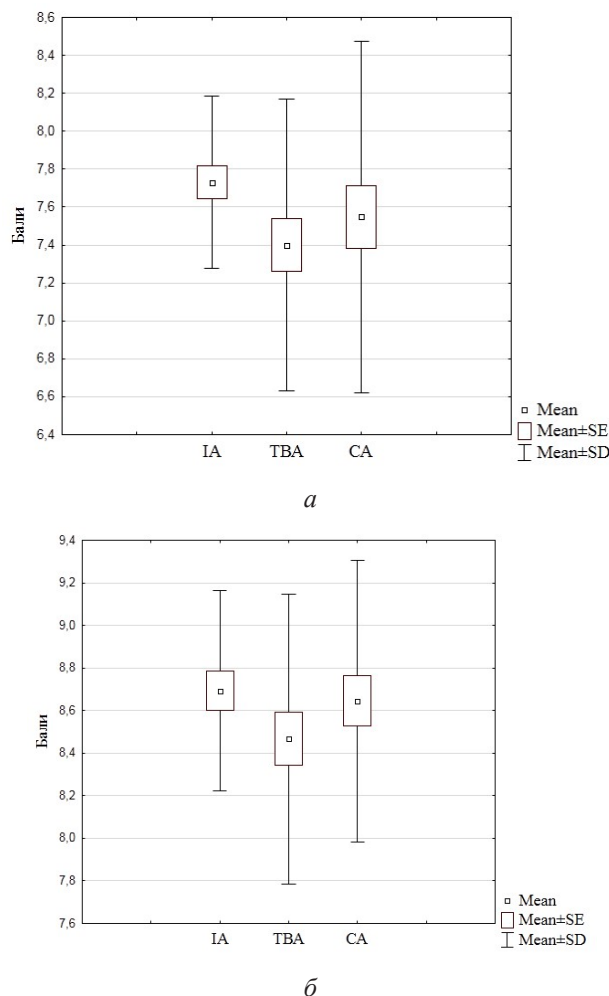 8,6
8,4
8,2
8,0
7,8
7,6
7,4
7,2
7,0
6,8
6,6
6,4
Бали
IA TBA CA
Mean
Mean±SE
Mean±SD
а
9,4
9,2
9,0
8,8
8,6
8,4
8,2
8,0
7,8
7,6
Бали
IA TBA CA
Mean
Mean±SE
Mean±SD
б